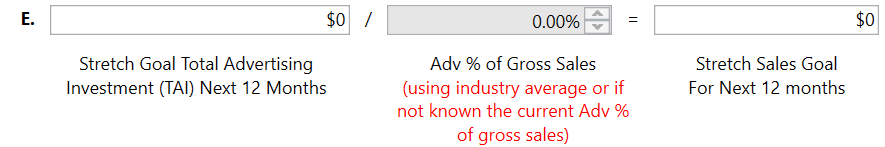 E. $0 / 0.00% = $0
Stretch Goal Total Advertising
Investment (TAI) Next 12 Months
Adv % of Gross Sales
(using industry average or if
not known the current Adv %
of gross sales)
Stretch Sales Goal
For Next 12 months